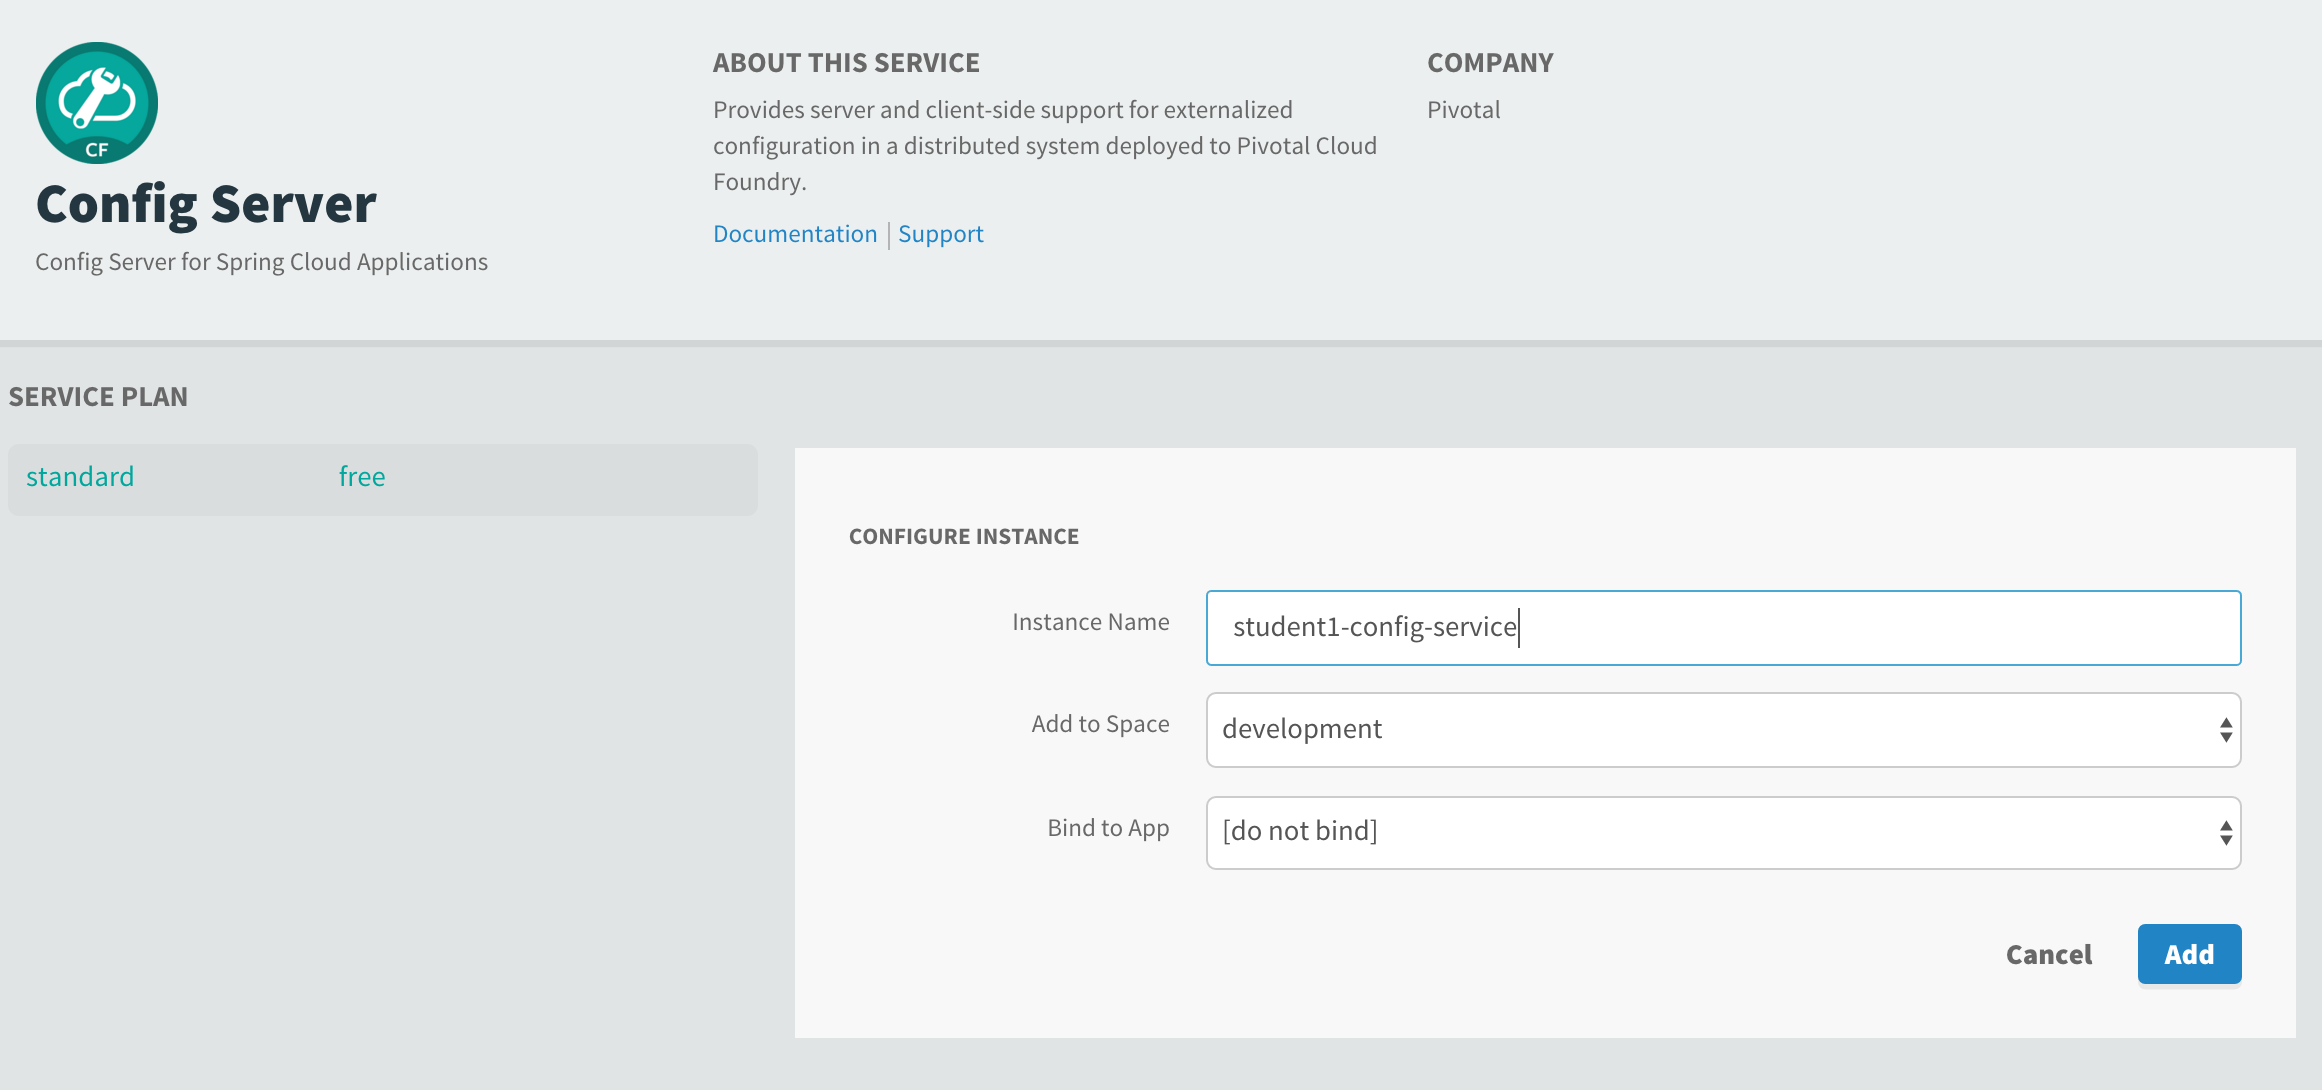 CF
Config Server
Config Server for Spring Cloud Applications
ABOUT THIS SERVICE
Provides server and client-side support for externalized
configuration in a distributed system deployed to Pivotal Cloud
Foundry.
Documentation | Support
COMPANY
Pivotal
SERVICE PLAN
standard free
CONFIGURE INSTANCE
Instance Name student1-config-service
Add to Space development
Bind to App [do not bind]
Cancel Add